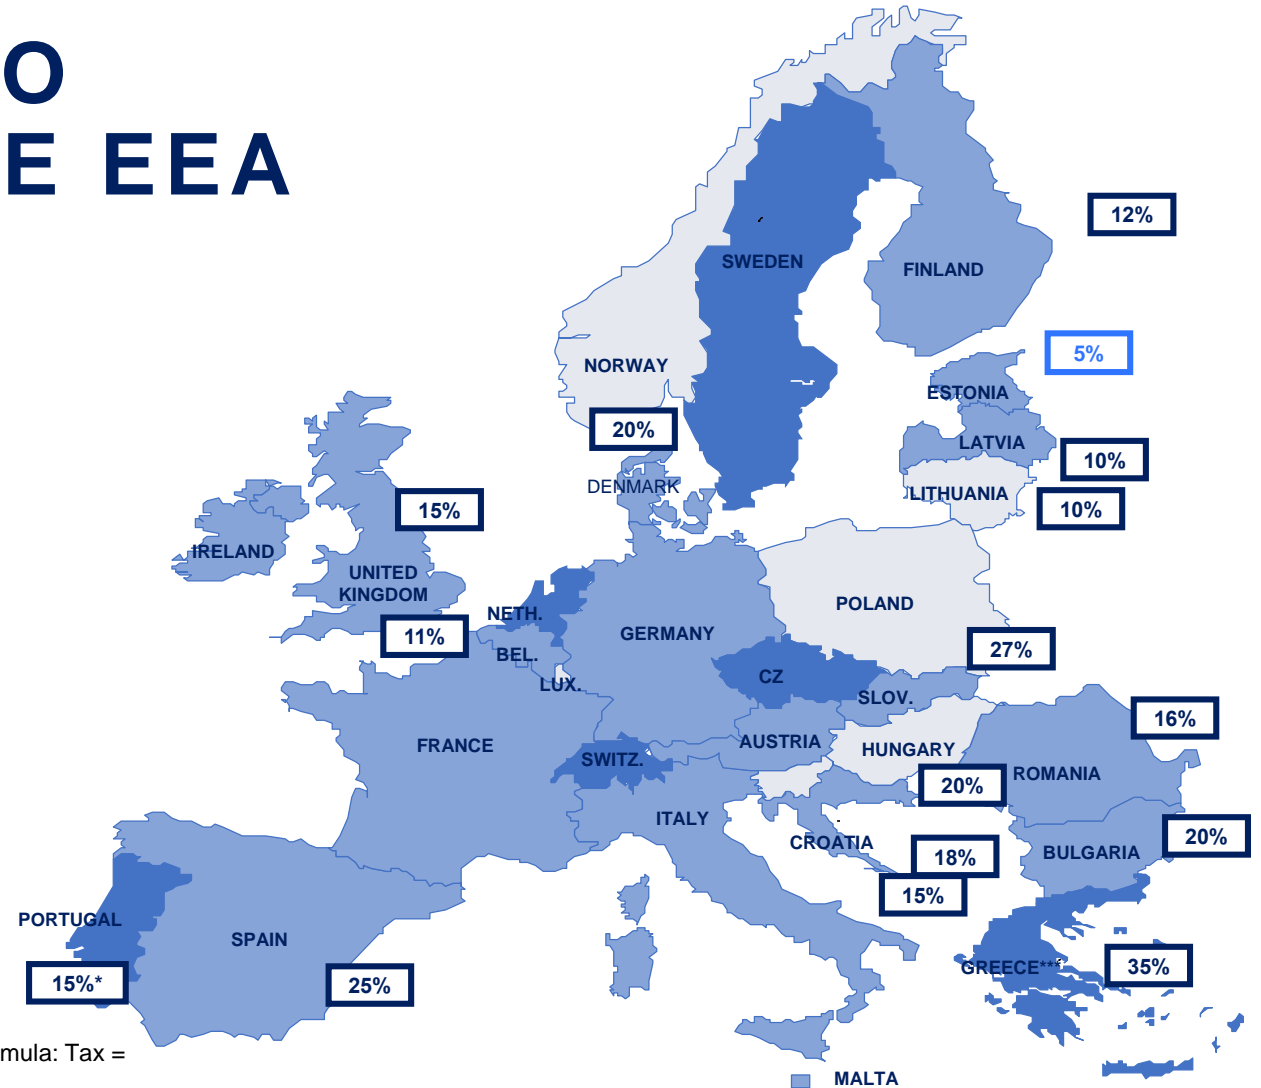 O
E EEA
12%
SWEDEN
FINLAND
5%
NORWAY
ESTONIA
20%
LATVIA
10%
DENMARK
LITHUANIA
15%
10%
IRELAND
UNITED
KINGDOM
POLAND
NETH.
11%
GERMANY
27%
BEL.
CZ
LUX.
SLOV.
16%
FRANCE
AUSTRIA
HUNGARY
SWITZ.
ROMANIA
20%
ITALY
20%
CROATIA
BULGARIA
18%
15%
PORTUGAL
SPAIN
GREECE***
35%
15%*
25%
mula: Tax =
MALTA